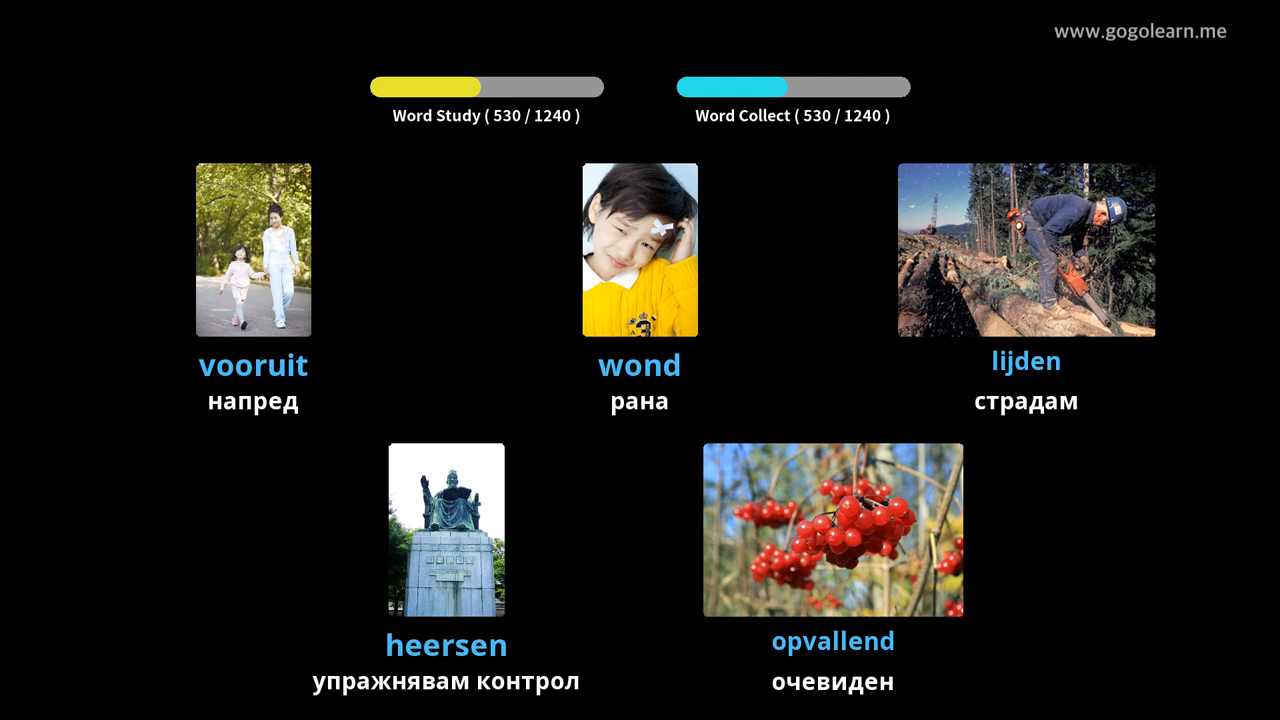 www.gogolearn.me
Word Study ( 530 / 1240 )
Word Collect ( 530 / 1240 )
vooruit
напред
wond
рана
lijden
страдам
heersen
упражнявам контрол
opvallend
очевиден